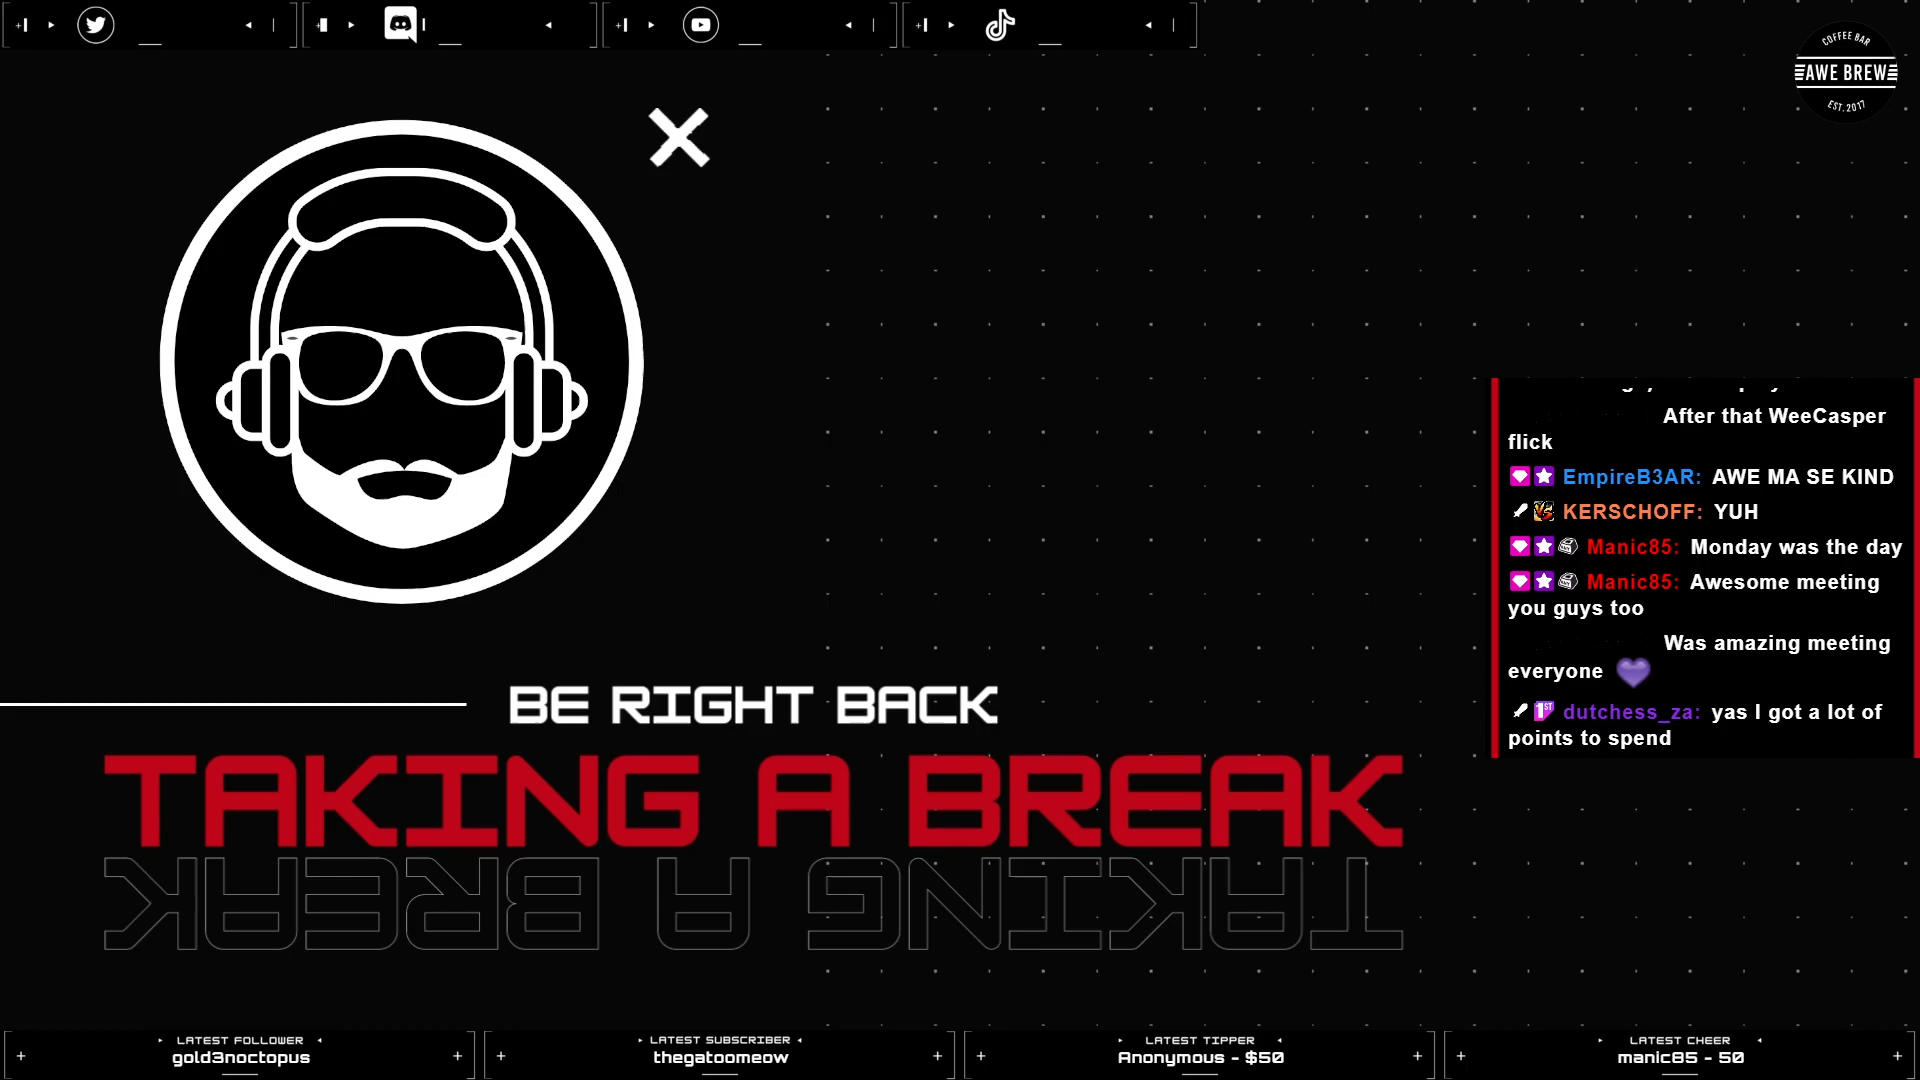 COFFEE BAR
AWE BREW
EST. 2017
After that WeeCasper
flick
EmpireB3AR: AWE MA SE KIND
KERSCHOFF: YUH
Manic85: Monday was the day
Manic85: Awesome meeting
you guys too
Was amazing meeting
everyone
1ST dutchess_za: yas I got a lot of
points to spend
BE RIGHT BACK
TAKING A BREAK
TAKING A BREAK
LATEST FOLLOWER
gold3noctopus
LATEST SUBSCRIBER
thegatoomeow
LATEST TIPPER
Anonymous - $50
LATEST CHEER
manic85 - 50